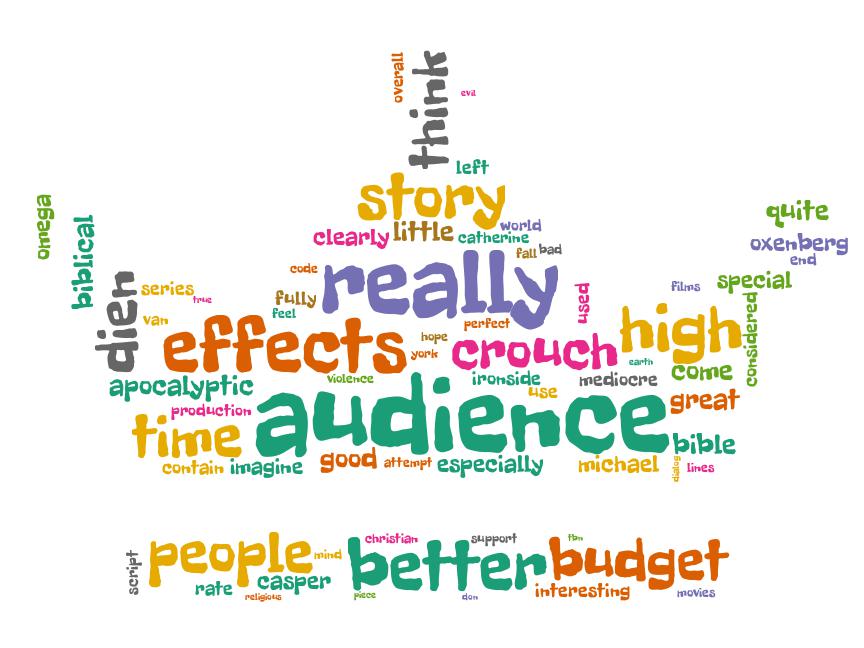 overall
think
evil
left
story
omega
quite
biblical
clearly little world
catherine
oxenberg
fall bad
end
code
really
dien
series
true
fully
feel
used
films
special
van
effects
hope
york
perfect
crouch
high
considered
earth
apocalyptic
violence
ironside
mediocre
come
production
audience
use
great
time
bible
contain imagine
good
attempt
especially
michael
dialog
lines
script
people
mind
christian
support
tbn
better
budget
rate
casper
religious
piece
don
interesting
movies